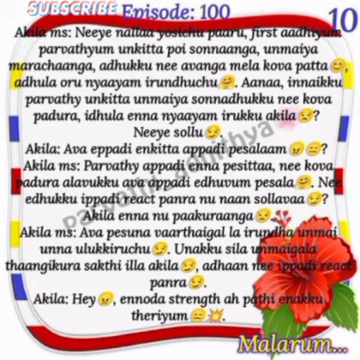 SUBSCRIBE Episode: 100
10
Akila ms: Neeye nallaa yosichu paaru, first aadhiyum
parvathyum unkitta poi sonnaanga, unmaiya
marachaanga, adhukku nee avanga mela kova patta🤗,
adhula oru nyaayam irundhuchu🤗. Aanaa, innaikku
parvathy unkitta unmaiya sonnadhukku nee kova
padura, idhula enna nyaayam irukku akila😏?
Neeye sollu😏.
Akila: Ava eppadi enkitta appadi pesalaam😠😑?
Akila ms: Parvathy appadi enna pesittaa, nee kova
padura alavukku ava appadi edhuvum pesala🤗. Nee
edhukku ippadi react panra nu naan sollavaa😏?
Akila enna nu paakuraanga😏💥.
Akila ms: Ava pesuna vaarthaigal la irundha unmai
unna ulukkiruchu😏. Unakku sila unmaigala
thaangikura sakthi illa akila😏, adhaan nee ippadi react
panra😏.
Akila: Hey😠, ennoda strength ah pathi enakku
theriyum😑💥.
Malarum...